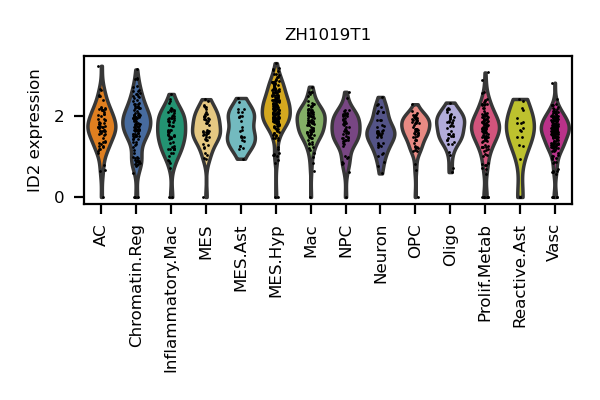 ZH1019T1
ID2 expression
2
0
AC
Chromatin.Reg
Inflammatory.Mac
MES
MES.Ast
MES.Hyp
Mac
NPC
Neuron
OPC
Oligo
Prolif.Metab
Reactive.Ast
Vasc